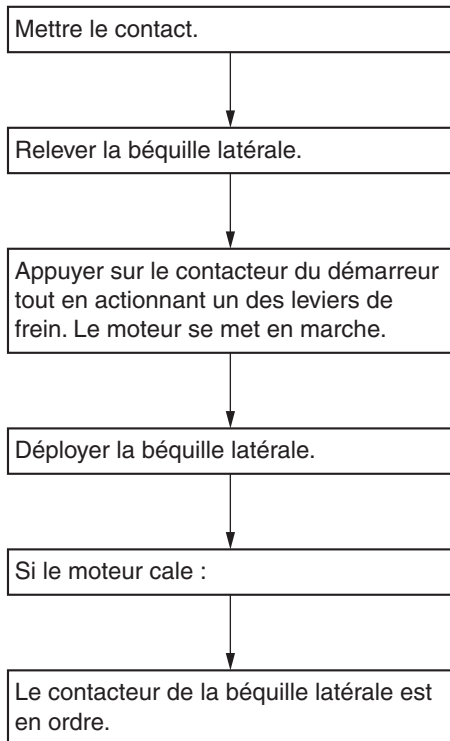 Mettre le contact.
Relever la béquille latérale.
Appuyer sur le contacteur du démarreur
tout en actionnant un des leviers de
frein. Le moteur se met en marche.
Déployer la béquille latérale.
Si le moteur cale :
Le contacteur de la béquille latérale est
en ordre.